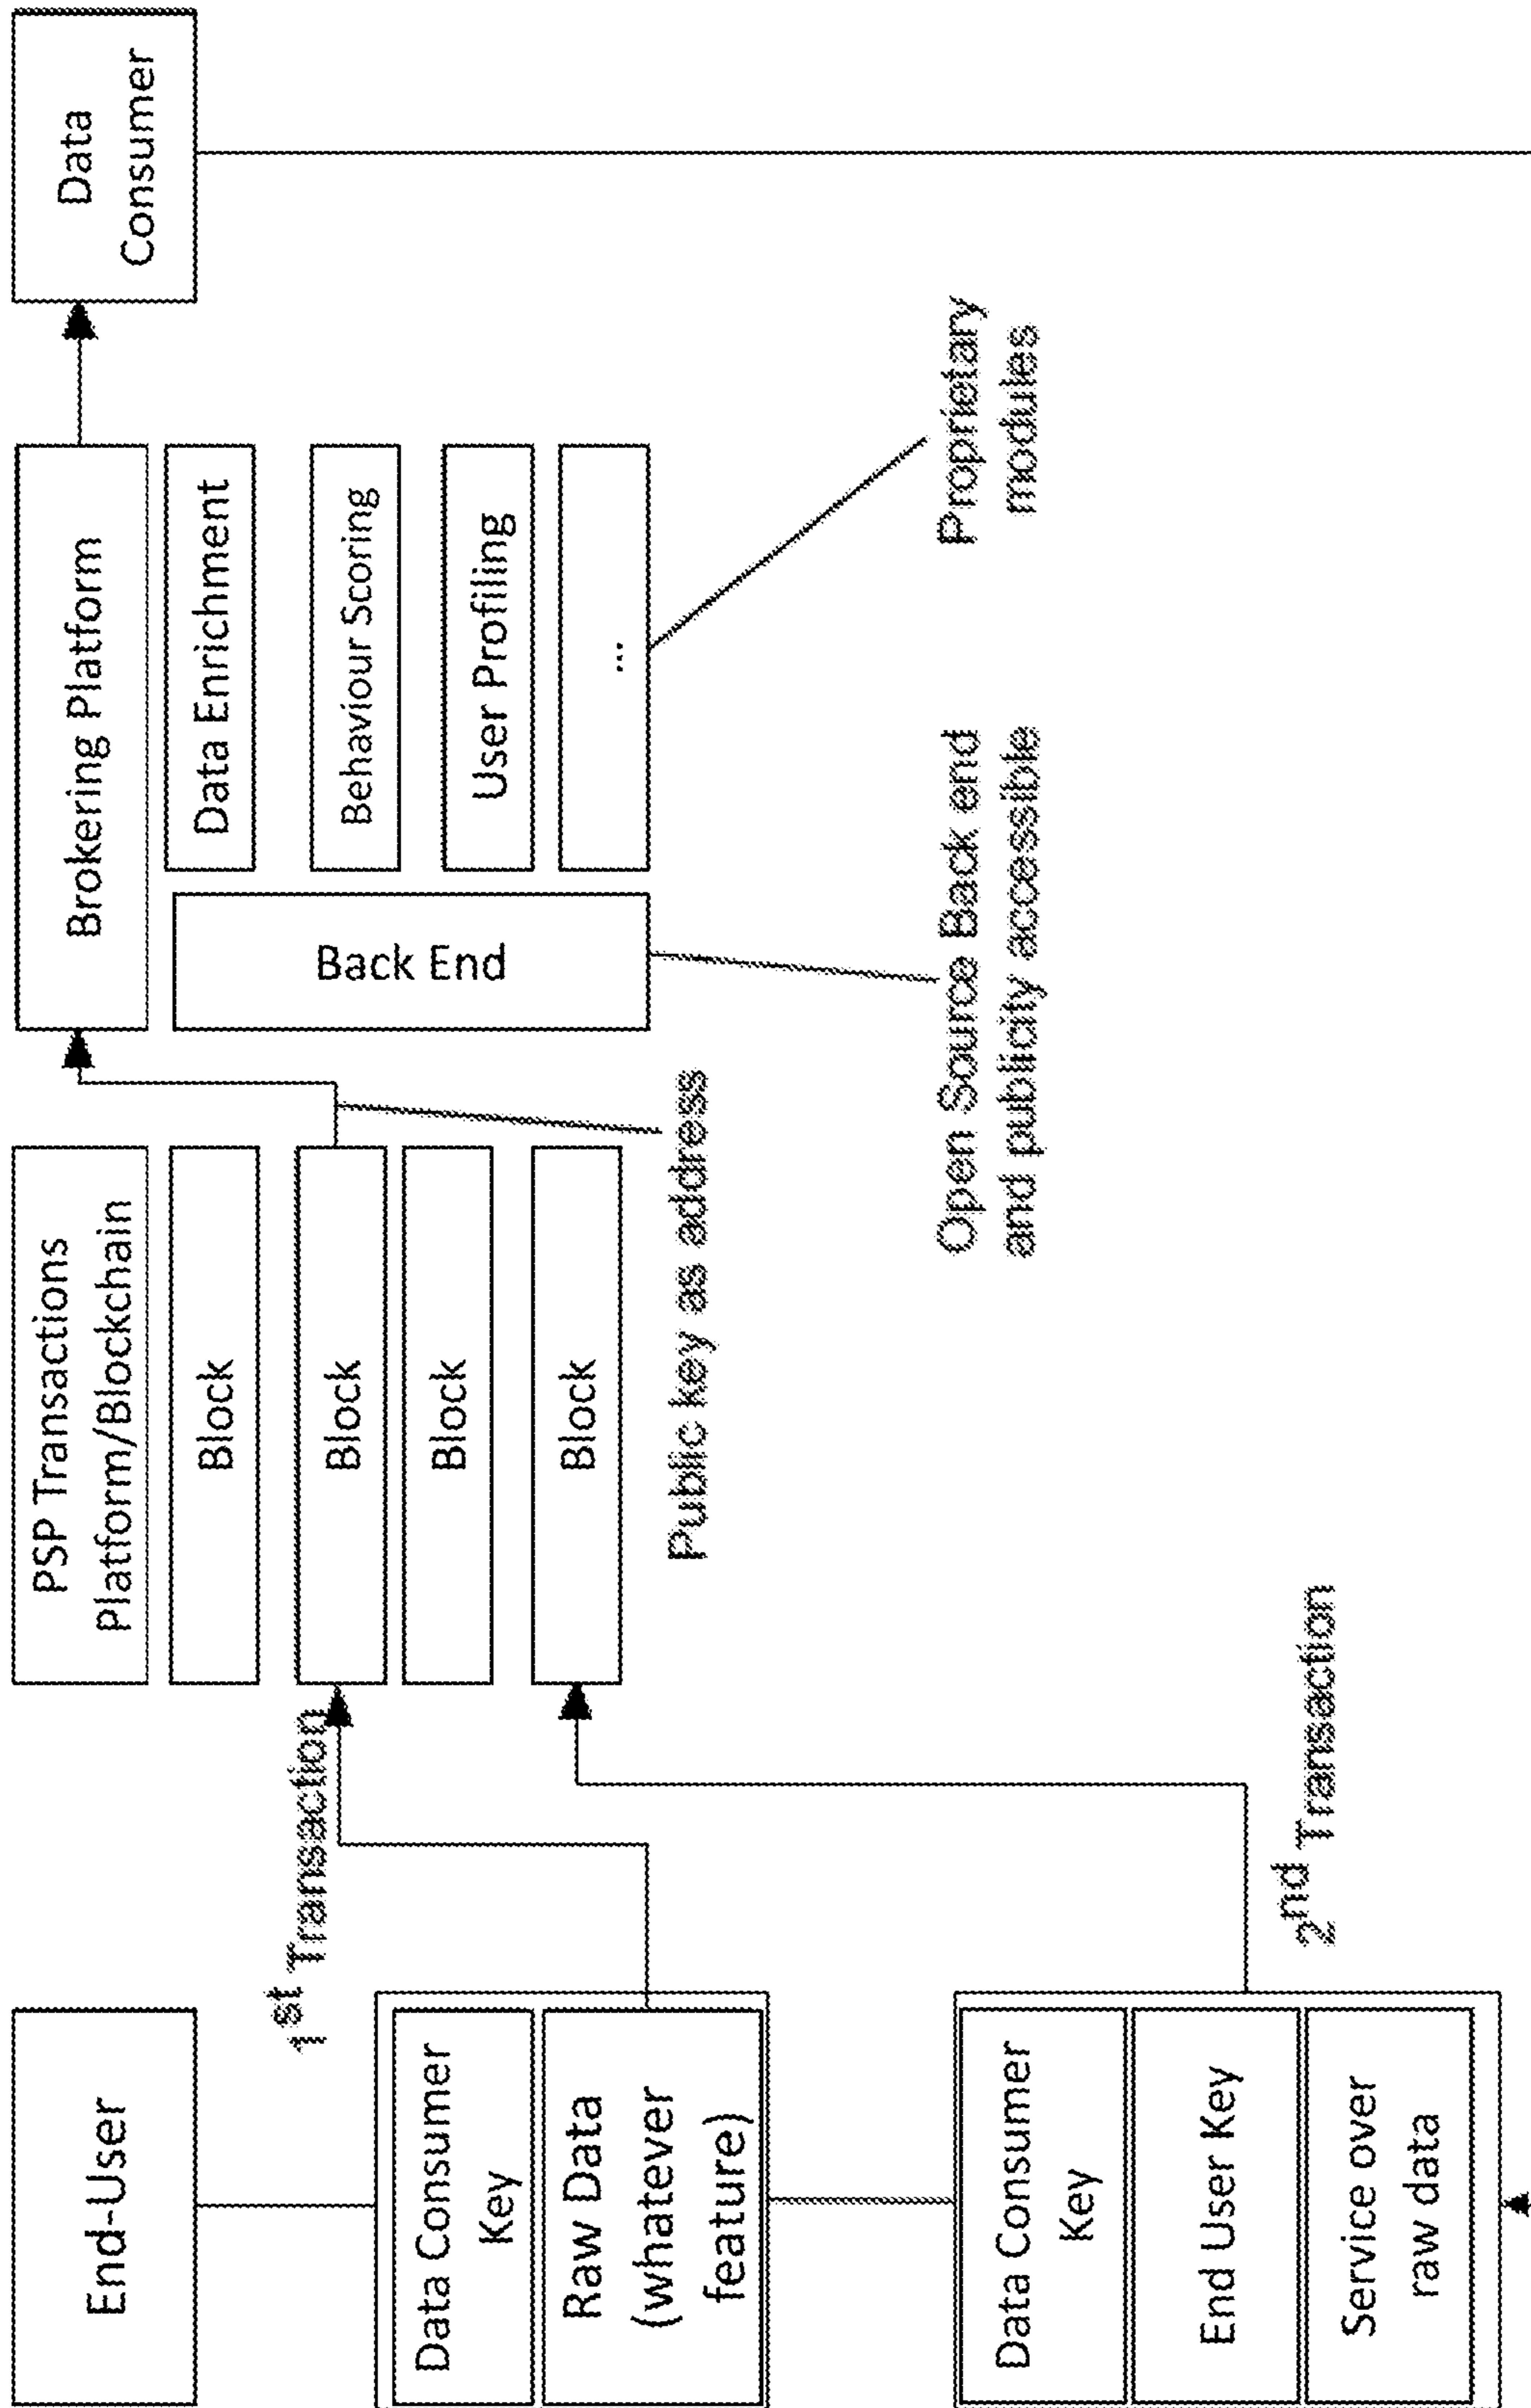 End-User
1st Transaction
Data Consumer
Key
Raw Data
(whatever
feature)
Data Consumer
Key
End User Key
Service over
raw data
2nd Transaction
PSP Transactions
Platform/Blockchain
Block
Block
Block
Block
Public key as address
Brokering Platform
Back End
Data Enrichment
Behaviour Scoring
User Profiling
...
Open Source Back end
and publicity accessible
Proprietary
modules
Data
Consumer